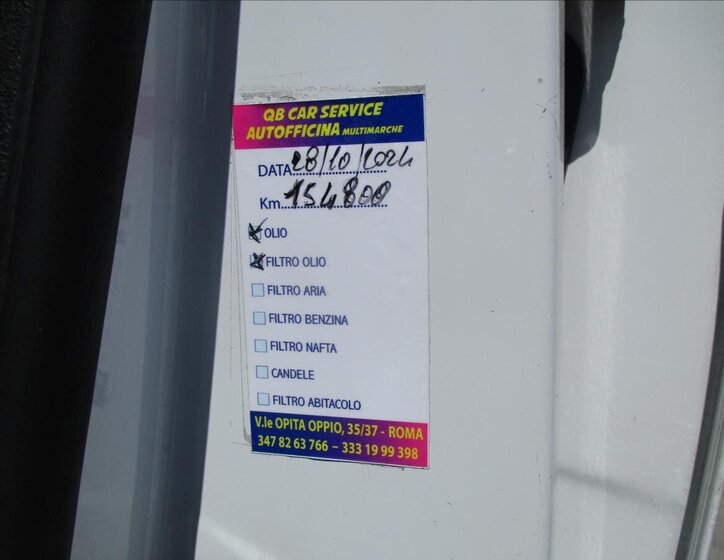 QB CAR SERVICE
AUTOFFICINA MULTIMARCHE
DATA 28/10/2024
Km 154800
OLIO
FILTRO OLIO
FILTRO ARIA
FILTRO BENZINA
FILTRO NAFTA
CANDELE
FILTRO ABITACOLO
V.le OPITA OPPIO, 35/37 - ROMA
347 82 63 766 – 333 19 99 398